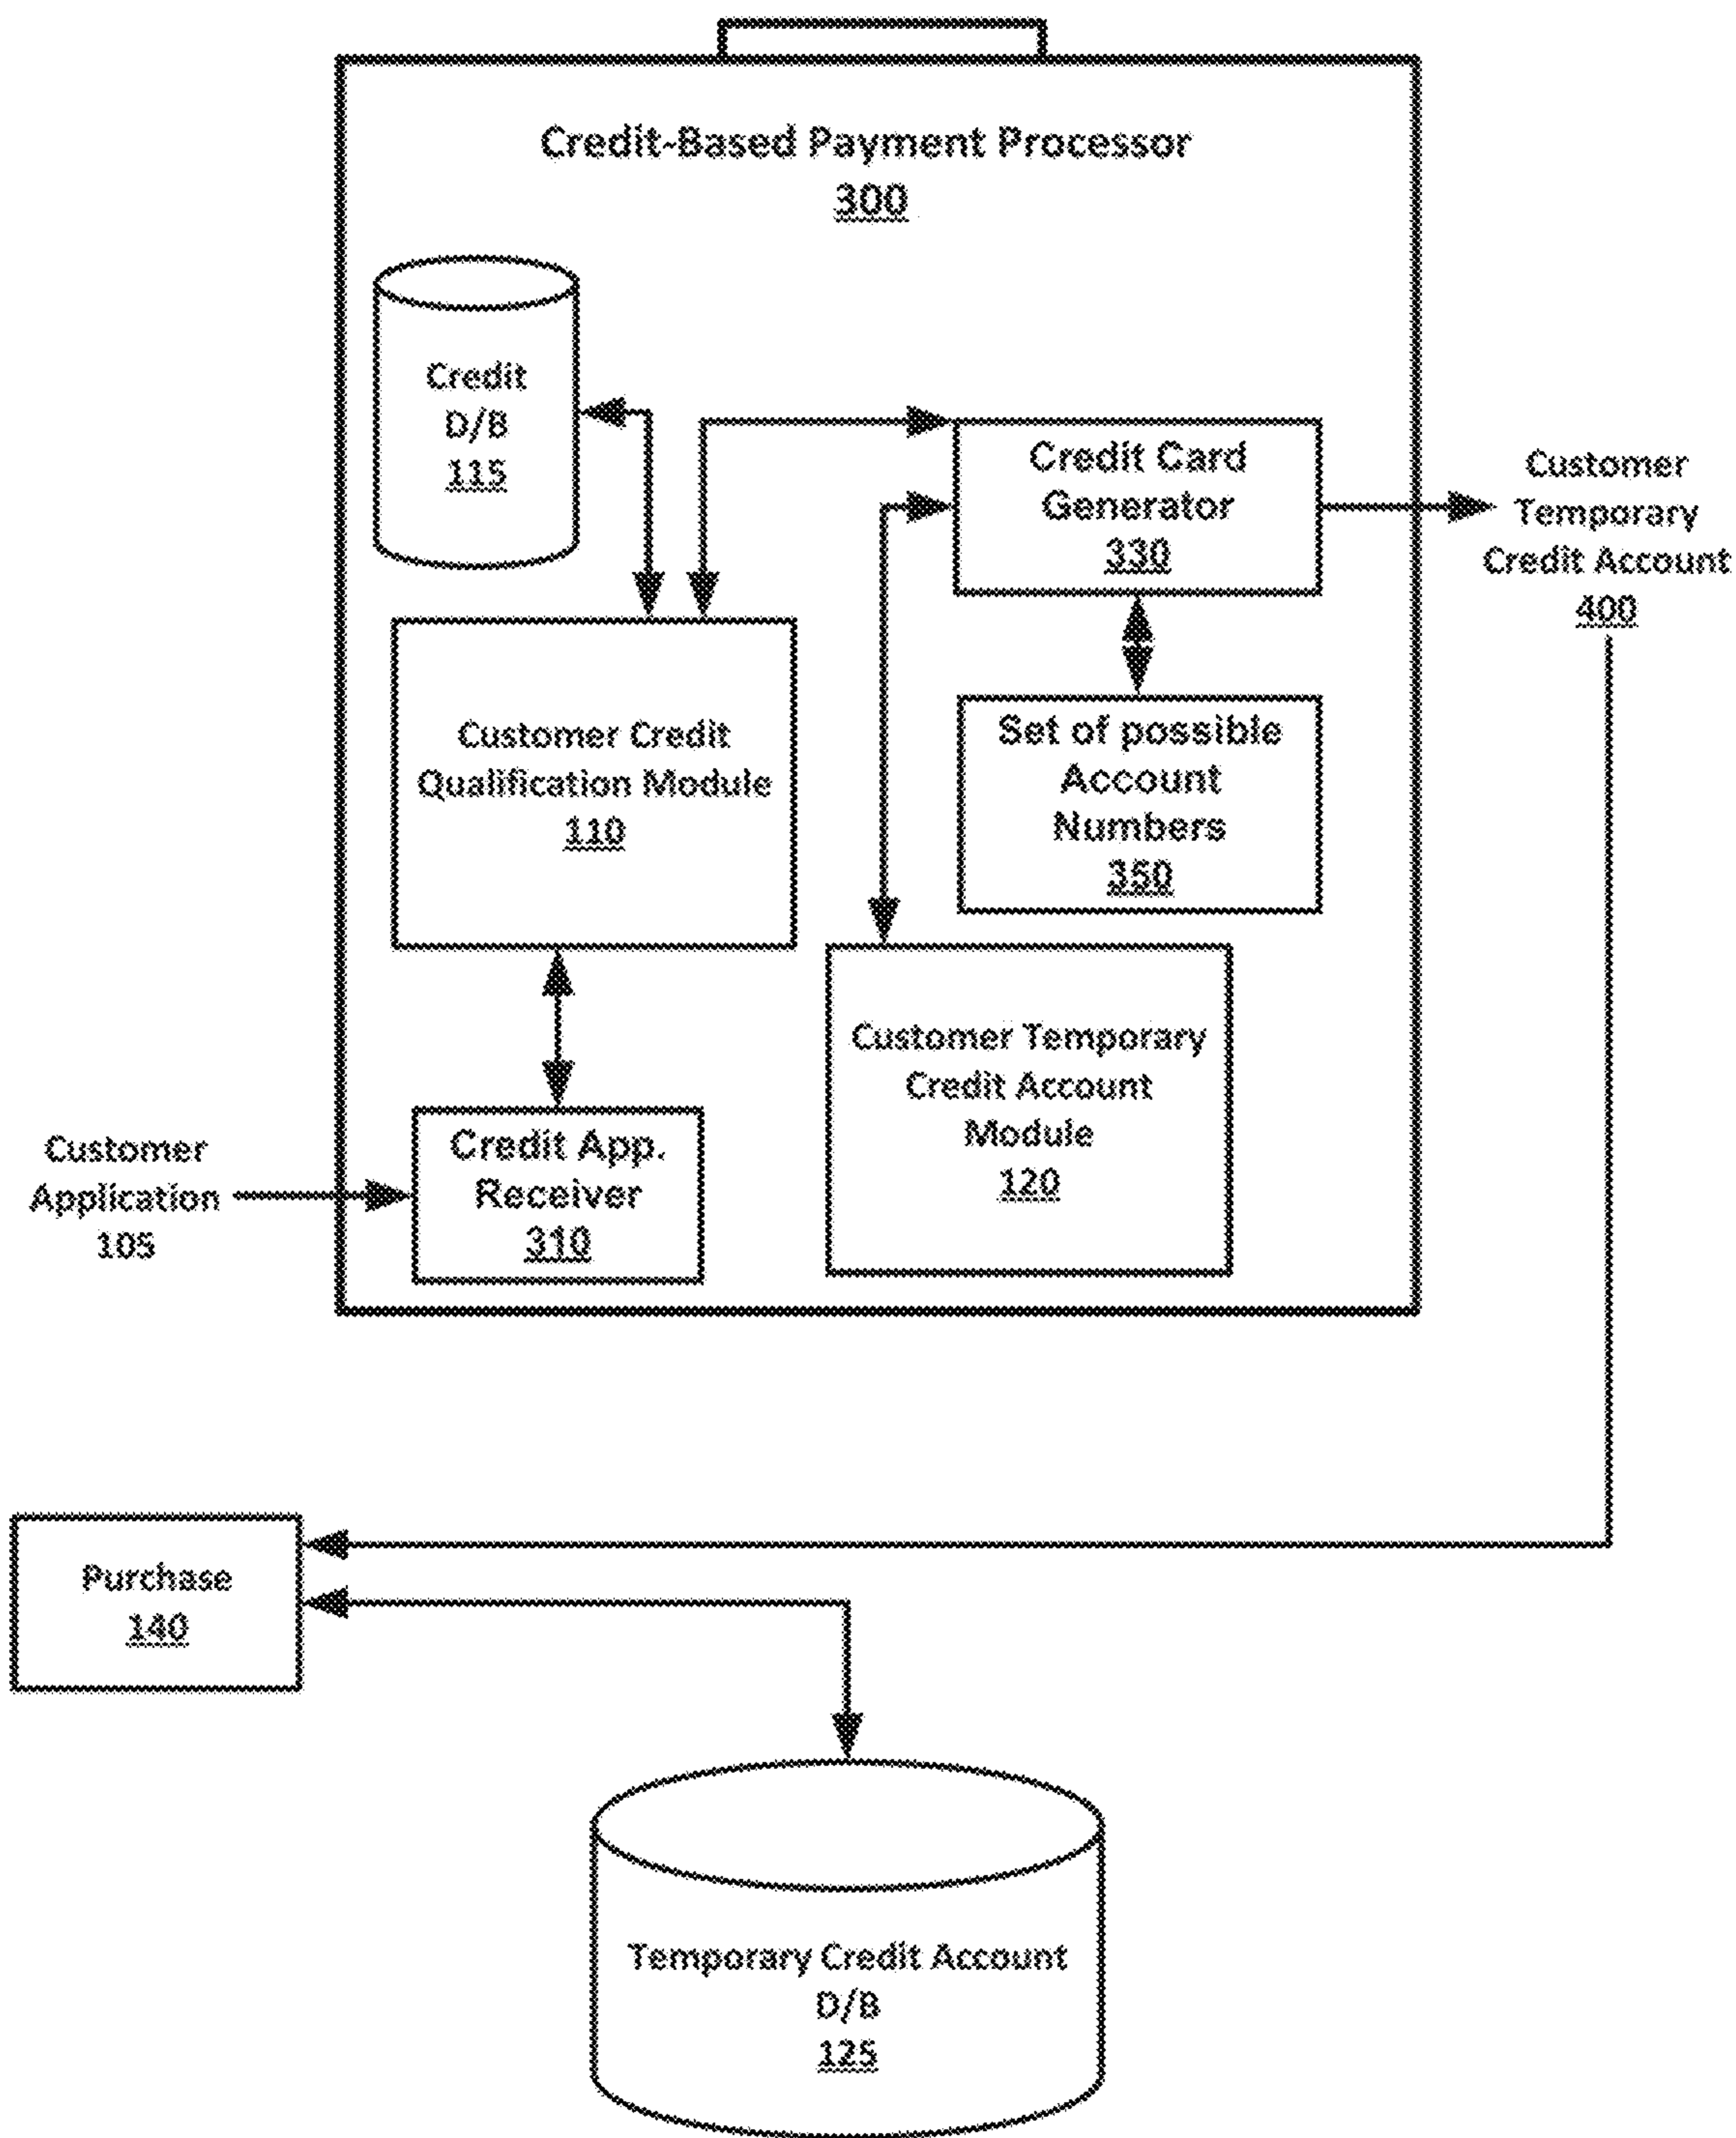 Credit-Based Payment Processor
300
Credit
D/B
115
Credit Card
Generator
330
Customer
Temporary
Credit Account
400
Customer Credit
Qualification Module
110
Set of possible
Account
Numbers
350
Customer Temporary
Credit Account
Module
120
Customer
Application
105
Credit App.
Receiver
310
Purchase
140
Temporary Credit Account
D/B
125